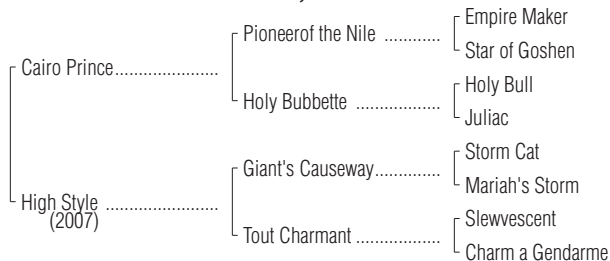 Empire Maker
Pioneerof the Nile ............
Star of Goshen
Cairo Prince......................
Holy Bull
Holy Bubbette ..................
Juliac
Storm Cat
Giant's Causeway..............
Mariah's Storm
High Style ........................
(2007)
Slewvescent
Tout Charmant ..................
Charm a Gendarme